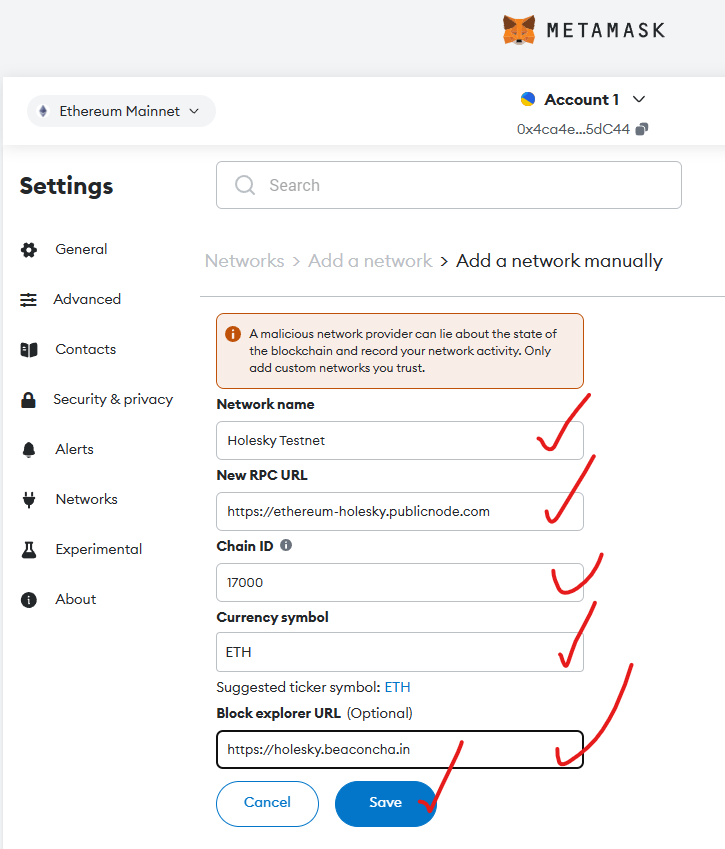 METAMASK
Ethereum Mainnet
Account 1
0x4ca4e...5dC44
Settings
Search
General
Advanced
Contacts
Security & privacy
Alerts
Networks
Experimental
About
Networks > Add a network > Add a network manually
A malicious network provider can lie about the state of
the blockchain and record your network activity. Only
add custom networks you trust.
Network name
Holesky Testnet
New RPC URL
https://ethereum-holesky.publicnode.com
Chain ID
17000
Currency symbol
ETH
Suggested ticker symbol: ETH
Block explorer URL (Optional)
https://holesky.beaconcha.in
Cancel
Save